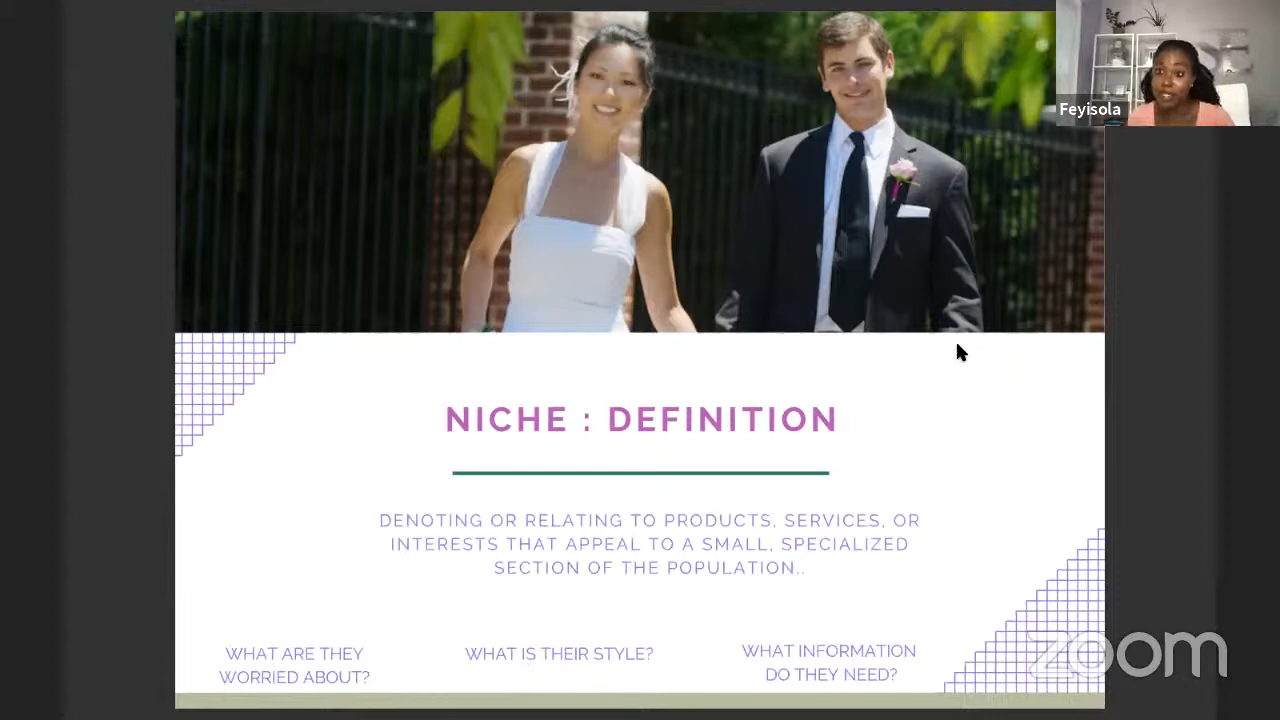 Feyisola
NICHE : DEFINITION
DENOTING OR RELATING TO PRODUCTS, SERVICES, OR
INTERESTS THAT APPEAL TO A SMALL, SPECIALIZED
SECTION OF THE POPULATION..
WHAT ARE THEY
WORRIED ABOUT?
WHAT IS THEIR STYLE?
WHAT INFORMATION
DO THEY NEED?
zoom